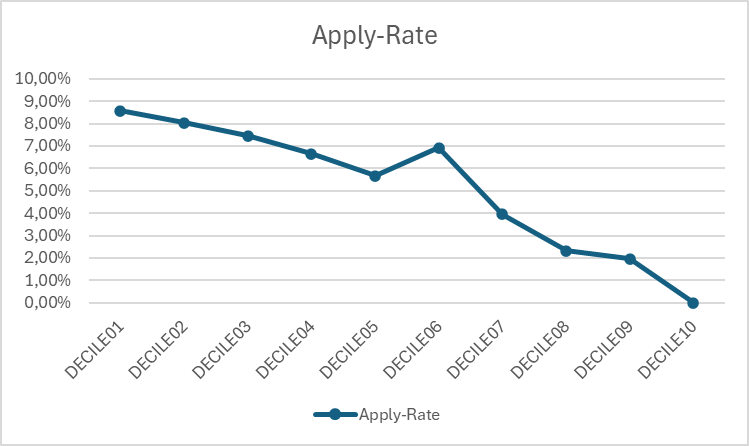 Apply-Rate
10,00%
9,00%
8,00%
7,00%
6,00%
5,00%
4,00%
3,00%
2,00%
1,00%
0,00%
DECILE01
DECILE02
DECILE03
DECILE04
DECILE05
DECILE06
DECILE07
DECILE08
DECILE09
DECILE10
Apply-Rate